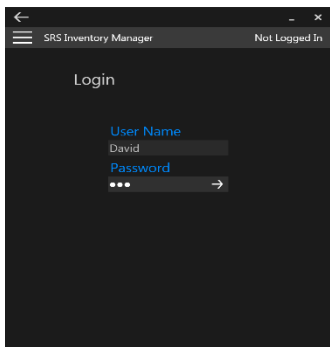 SRS Inventory Manager Not Logged In
Login
User Name
David
Password
•••